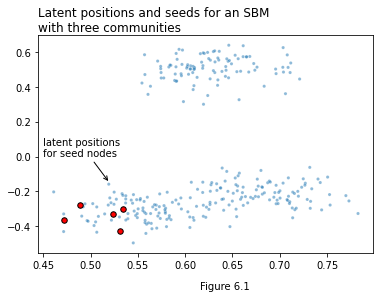 Latent positions and seeds for an SBM
with three communities
0.6
0.4
0.2
0.0
−0.2
−0.4
latent positions
for seed nodes
0.45 0.50 0.55 0.60 0.65 0.70 0.75
Figure 6.1